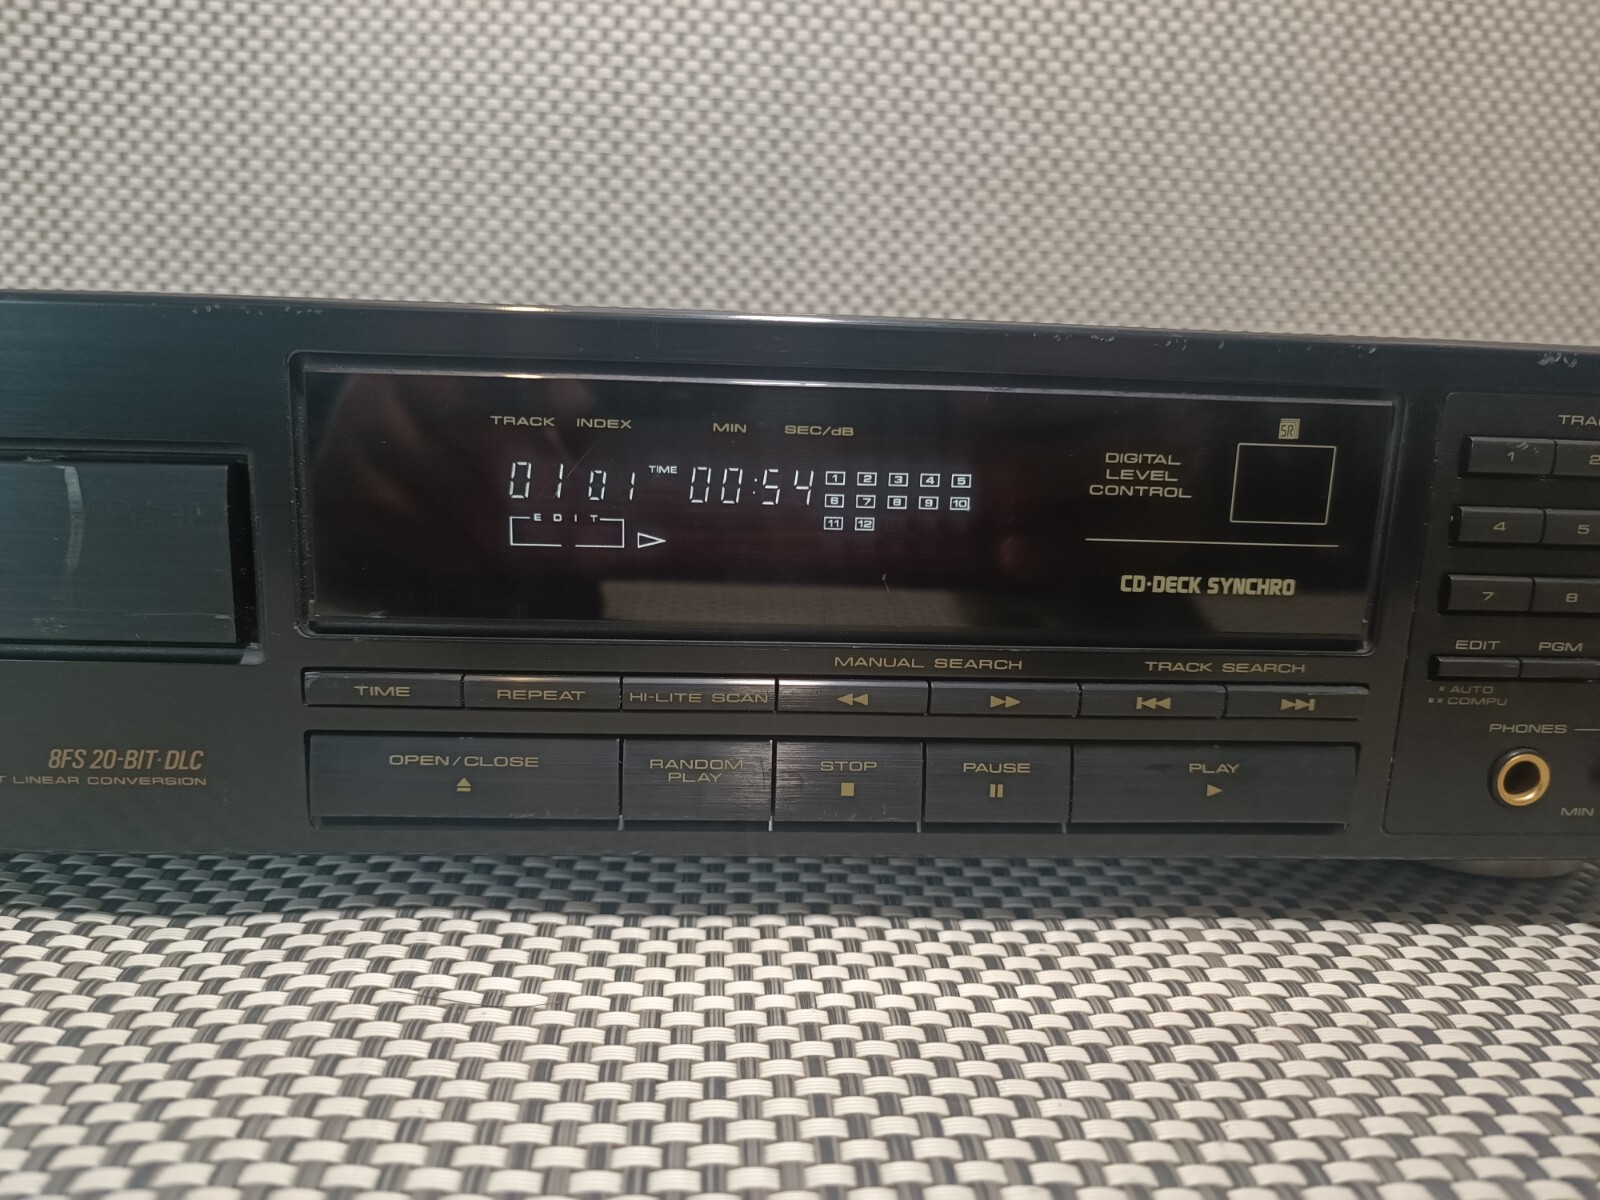 TRACK INDEX MIN SEC/dB
01 01 TIME 00:54
1 2 3 4 5
6 7 8 9 10
11 12
EDIT
SR
DIGITAL
LEVEL
CONTROL
CD·DECK SYNCHRO
MANUAL SEARCH TRACK SEARCH
TIME REPEAT HI-LITE SCAN
OPEN/CLOSE RANDOM PLAY STOP PAUSE PLAY
8FS 20-BIT·DLC
LINEAR CONVERSION
1 2
4 5
7 8
EDIT PGM
AUTO
COMPU
PHONES
MIN